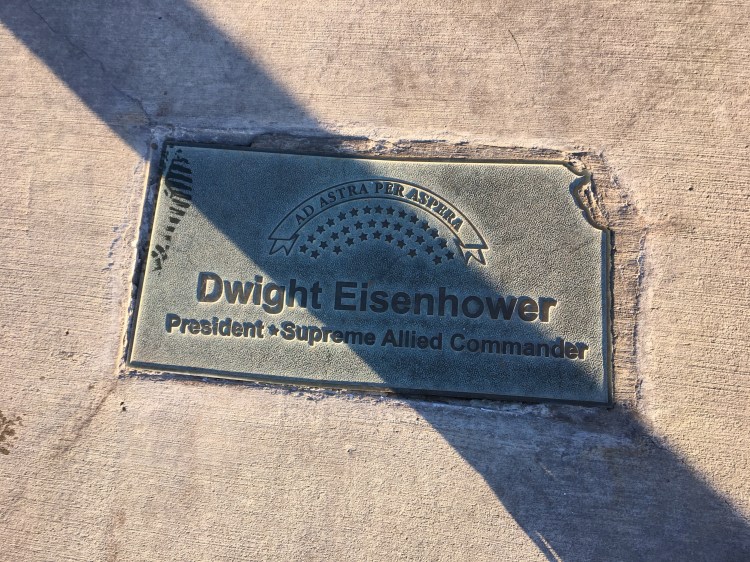 AD ASTRA PER ASPERA
Dwight Eisenhower
President ★ Supreme Allied Commander